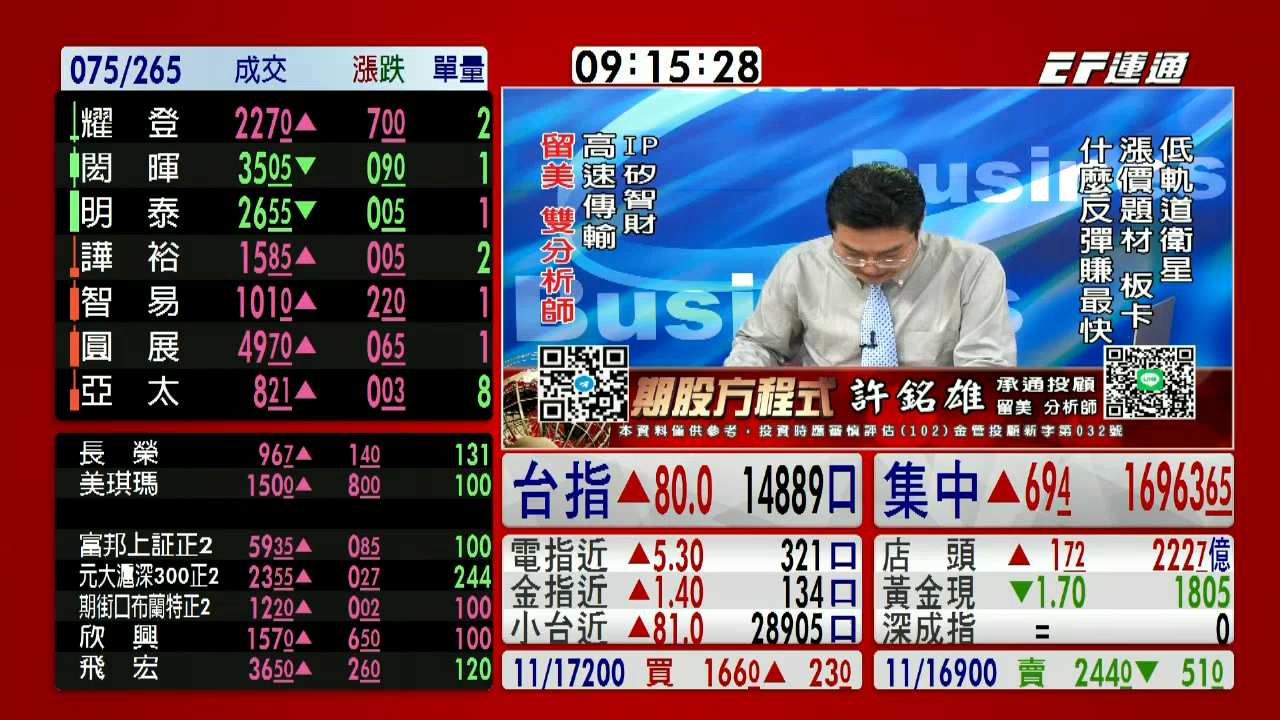 075/265 成交 漲跌 單量
耀登 2270▲ 700 2
閎暉 3505▼ 090 1
明泰 2655▼ 005 1
譁裕 1585▲ 005 2
智易 1010▲ 220 1
圓展 4970▲ 065 1
亞太 821▲ 003 8
長榮 967▲ 140 131
美琪瑪 1500▲ 800 100
富邦上証正2 5935▲ 085 100
元大滬深300正2 2355▲ 027 244
期街口布蘭特正2 1220▲ 002 100
欣興 1570▲ 650 100
飛宏 3650▲ 260 120
09:15:28
EF運通
低軌道衛星
漲價題材 板卡
什麼反彈賺最快
IP矽智財
高速傳輸
留美 雙分析師
Business
Business
LINE
期股方程式 許銘雄
承通投顧
留美 分析師
本資料僅供參考，投資時應審慎評估(102)金管投顧新字第032號
台指▲80.0 14889口
電指近 ▲5.30 321口
金指近 ▲1.40 134口
小台近 ▲81.0 28905口
11/17200 買 1660▲ 230
集中▲694 1696365
店頭 ▲ 172 2227億
黃金現 ▼1.70 1805
深成指 = 0
11/16900 賣 2440▼ 510